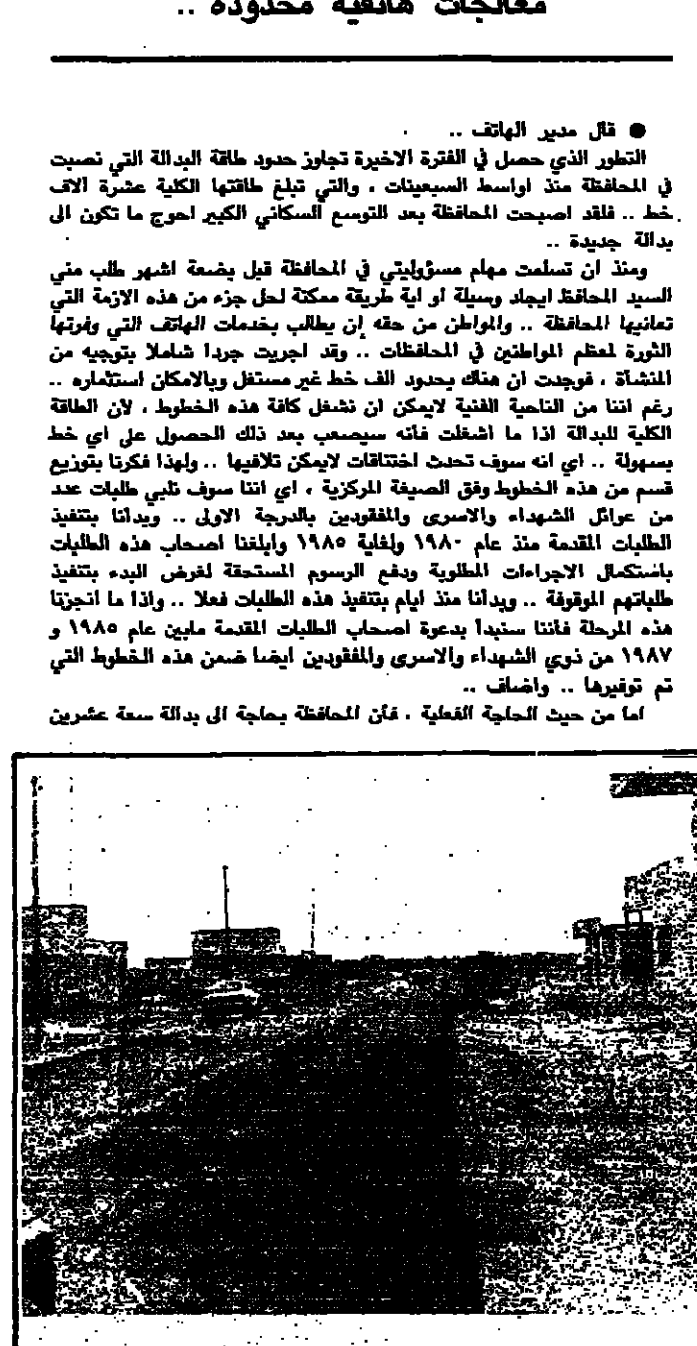 معالجات هاتفية محدودة ..
● قال مدير الهاتف ..
التطور الذي حصل في الفترة الاخيرة تجاوز حدود طاقة البدالة التي نصبت
في المحافظة منذ اواسط السبعينات ، والتي تبلغ طاقتها الكلية عشرة آلاف
خط .. فلقد اصبحت المحافظة بعد التوسع السكاني الكبير احوج ما تكون الى
بدالة جديدة ..
ومنذ ان تسلمت مهام مسؤوليتي في المحافظة قبل بضعة اشهر طلب مني
السيد المحافظ ايجاد وسيلة او اية طريقة ممكنة لحل جزء من هذه الازمة التي
تعانيها المحافظة .. والمواطن من حقه إن يطالب بخدمات الهاتف التي وفرتها
الثورة لمعظم المواطنين في المحافظات .. وقد اجريت جردا شاملا بتوجيه من
المنشأة ، فوجدت ان هناك بحدود الف خط غير مستغل وبالامكان استثماره ..
رغم اننا من الناحية الفنية لايمكن ان نشغل كافة هذه الخطوط ، لان الطاقة
الكلية للبدالة اذا ما اشغلت فأنه سيصعب بعد ذلك الحصول على اي خط
بسهولة .. اي انه سوف تحدث اختناقات لايمكن تلافيها .. ولهذا فكرنا بتوزيع
قسم من هذه الخطوط وفق الصيغة المركزية ، اي اننا سوف نلبي طلبات عدد
من عوائل الشهداء والاسرى والمفقودين بالدرجة الاولى .. وبدأنا بتنفيذ
الطلبات المقدمة منذ عام ١٩٨٠ ولغاية ١٩٨٥ وابلغنا اصحاب هذه الطلبات
باستكمال الاجراءات المطلوبة ودفع الرسوم المستحقة لغرض البدء بتنفيذ
طلباتهم الموقوفة .. وبدأنا منذ ايام بتنفيذ هذه الطلبات فعلا .. واذا ما انجزنا
هذه المرحلة فأننا سنبدأ بدعوة اصحاب الطلبات المقدمة مابين عام ١٩٨٥ و
١٩٨٧ من ذوي الشهداء والاسرى والمفقودين ايضا ضمن هذه الخطوط التي
تم توفيرها .. واضاف ..
اما من حيث الحاجة الفعلية ، فأن المحافظة بحاجة الى بدالة سعة عشرين